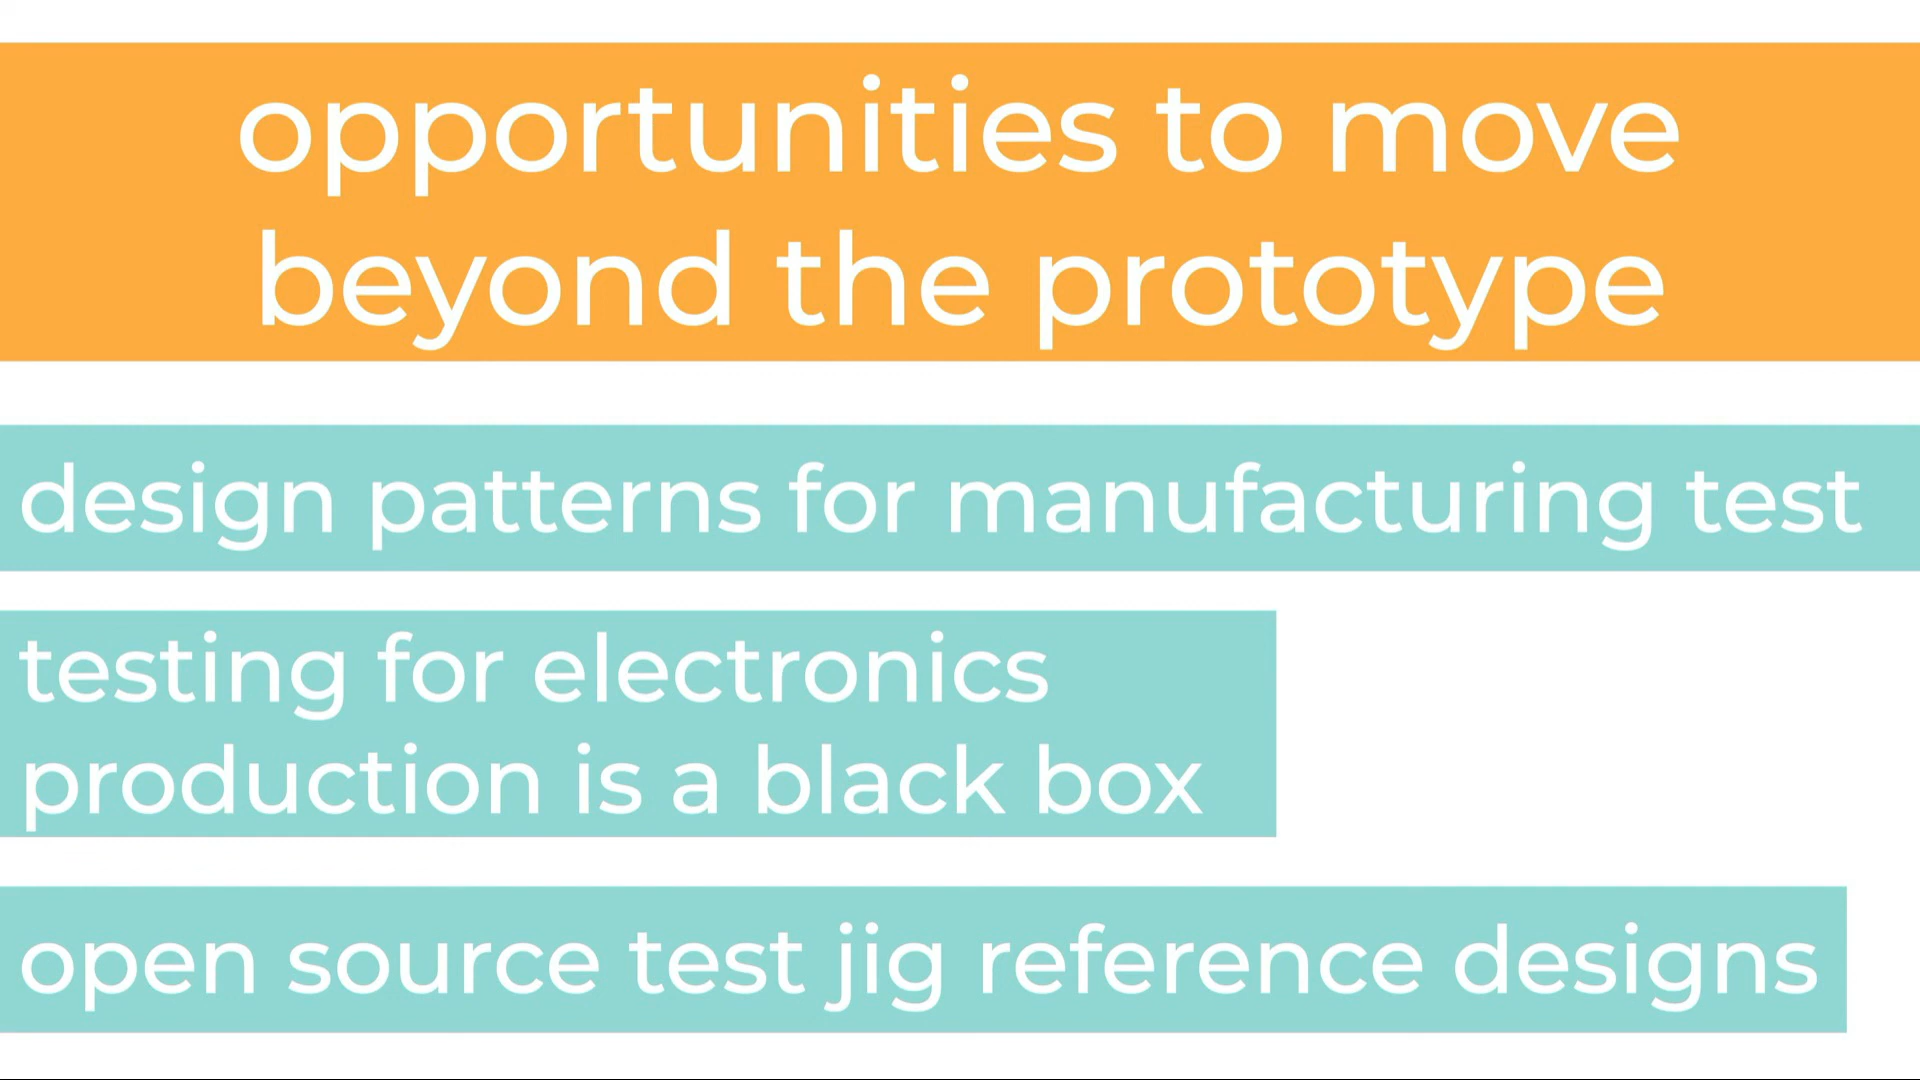 opportunities to move
beyond the prototype
design patterns for manufacturing test
testing for electronics
production is a black box
open source test jig reference designs